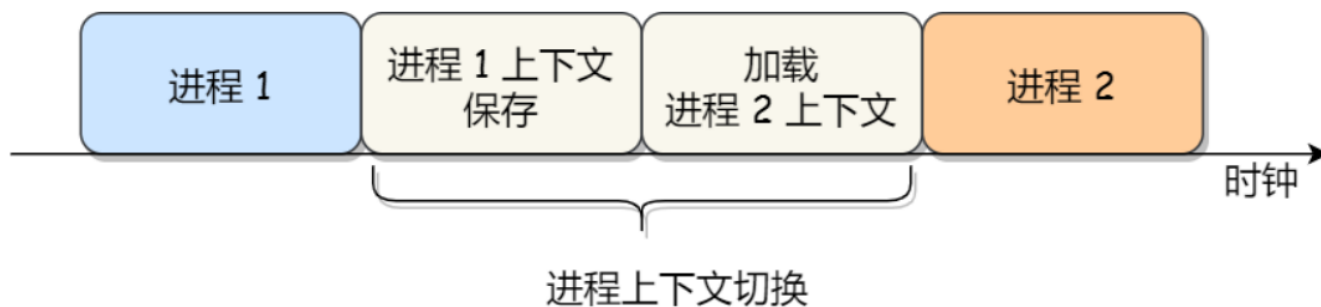 进程 1
进程 1 上下文
保存
加载
进程 2 上下文
进程 2
时钟
进程上下文切换